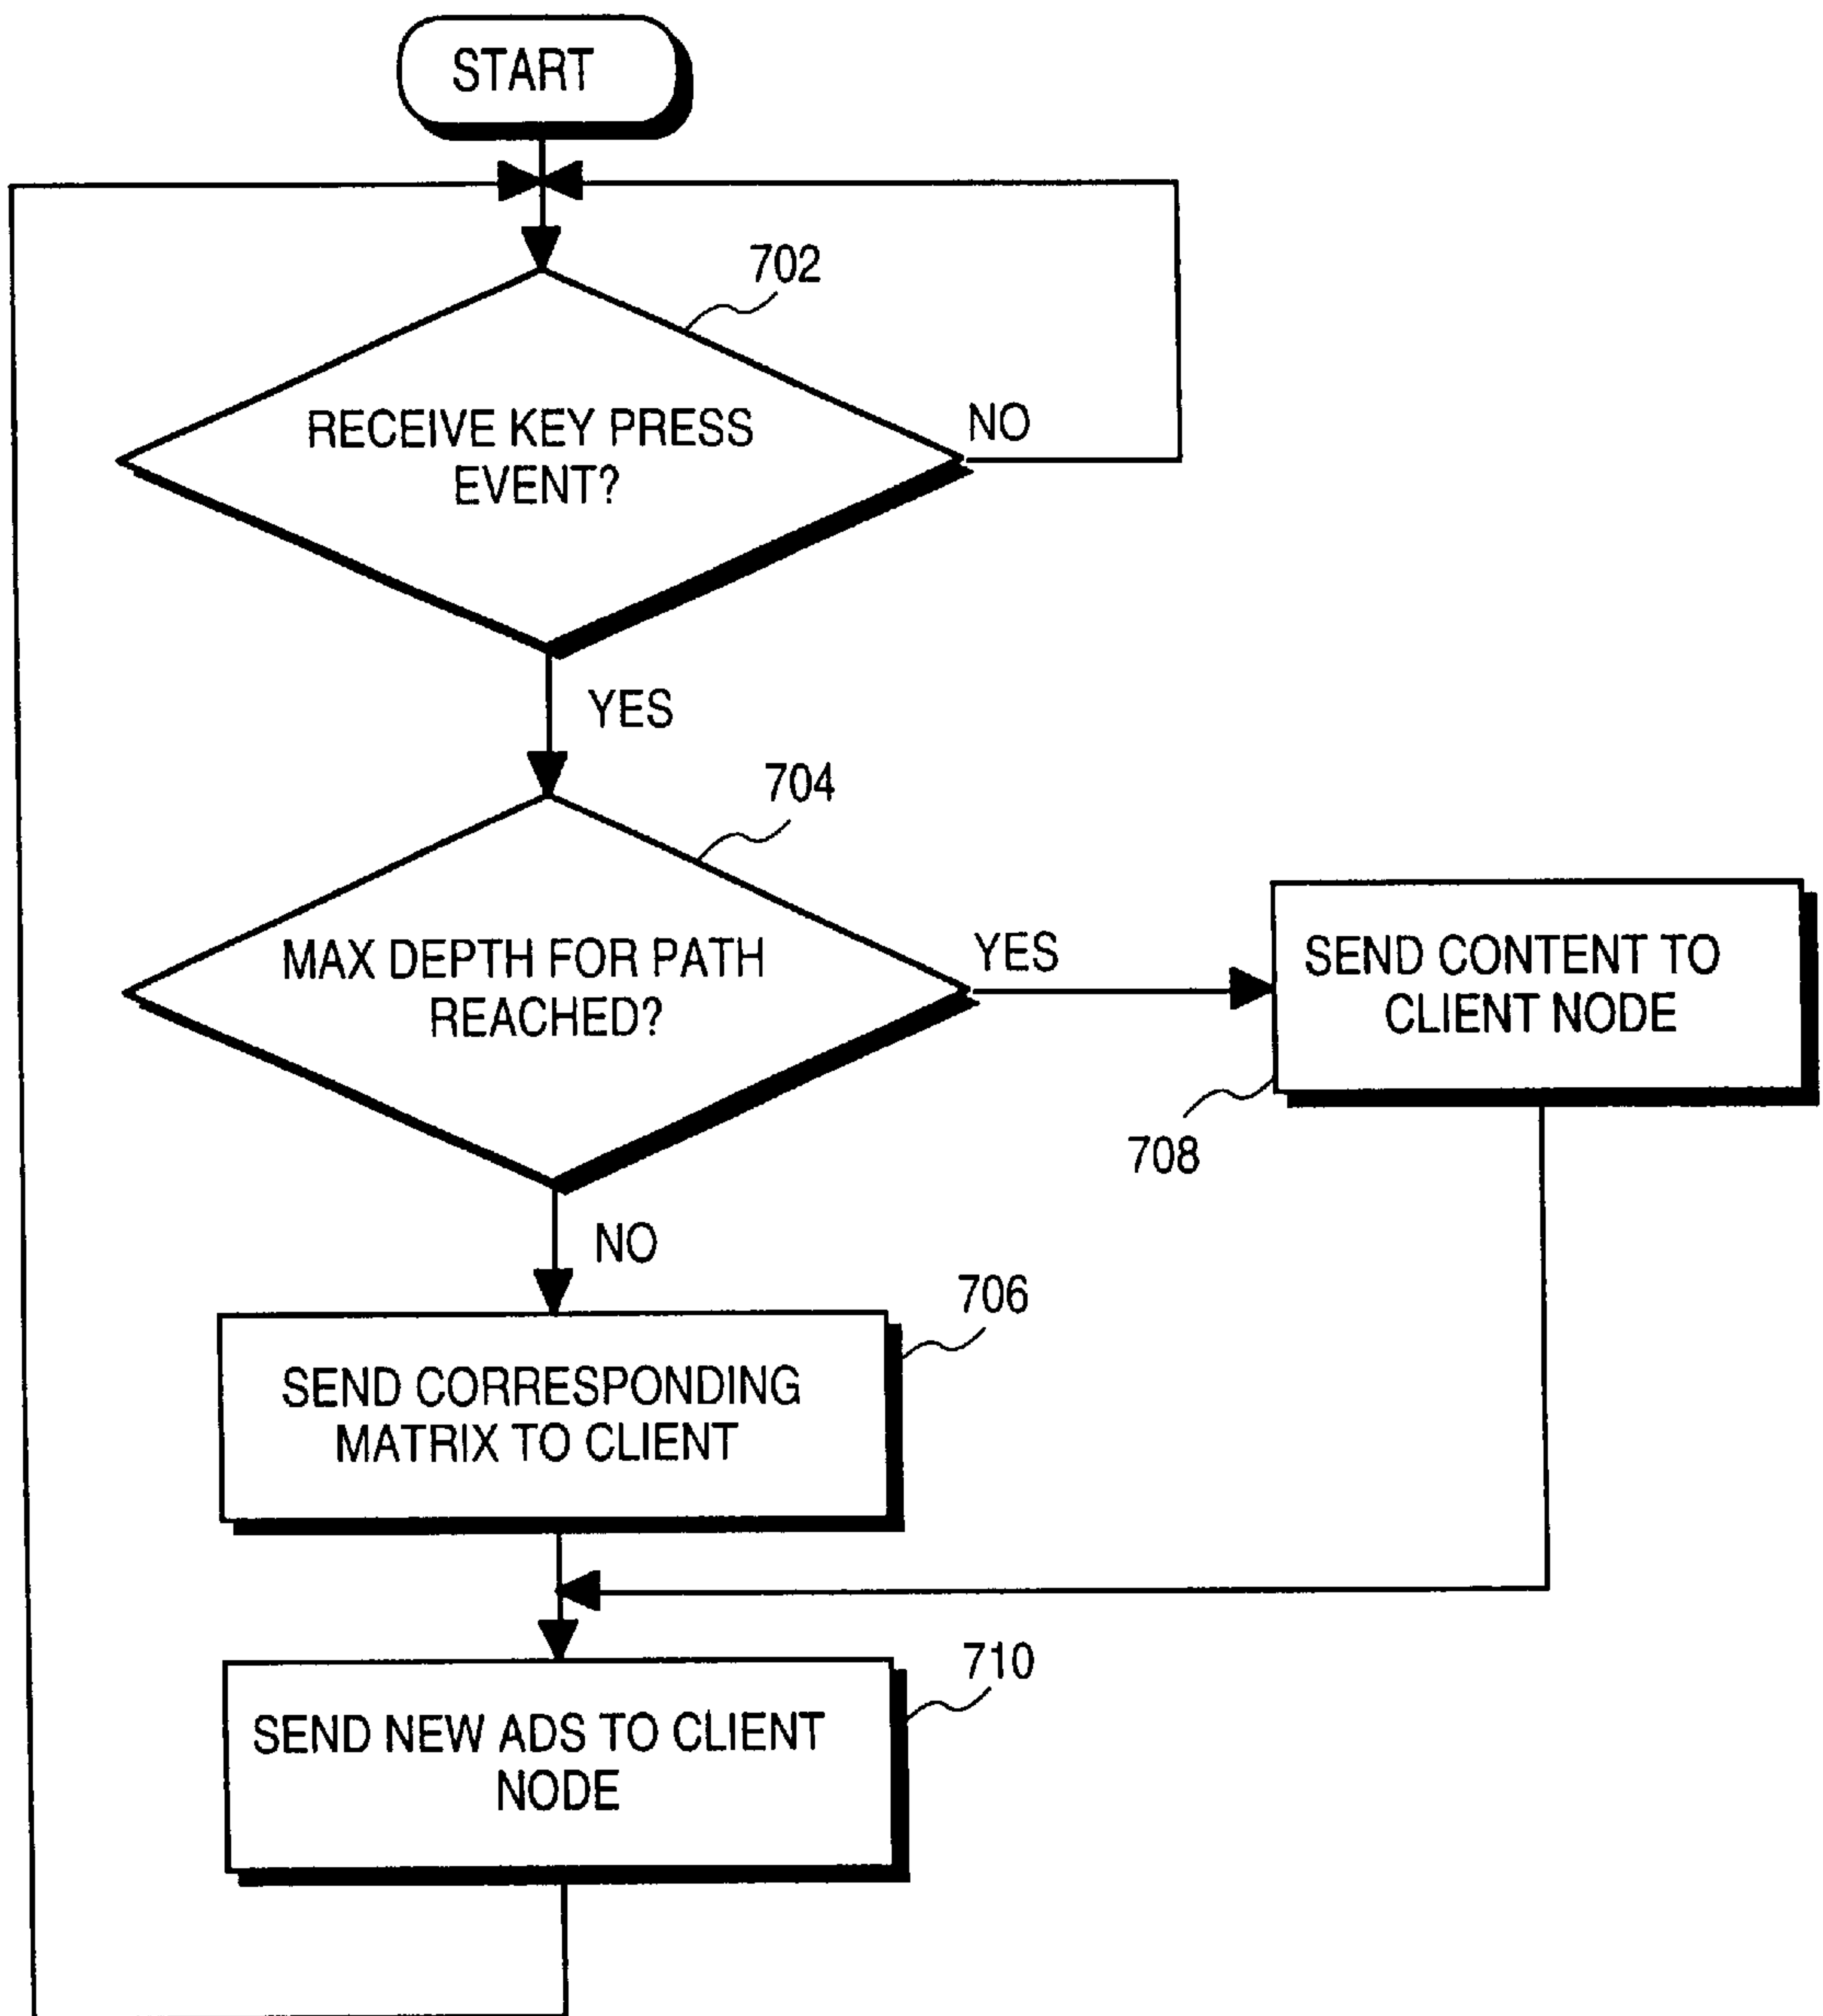 START
702
RECEIVE KEY PRESS
EVENT?
NO
YES
704
MAX DEPTH FOR PATH
REACHED?
YES
SEND CONTENT TO
CLIENT NODE
708
NO
706
SEND CORRESPONDING
MATRIX TO CLIENT
710
SEND NEW ADS TO CLIENT
NODE